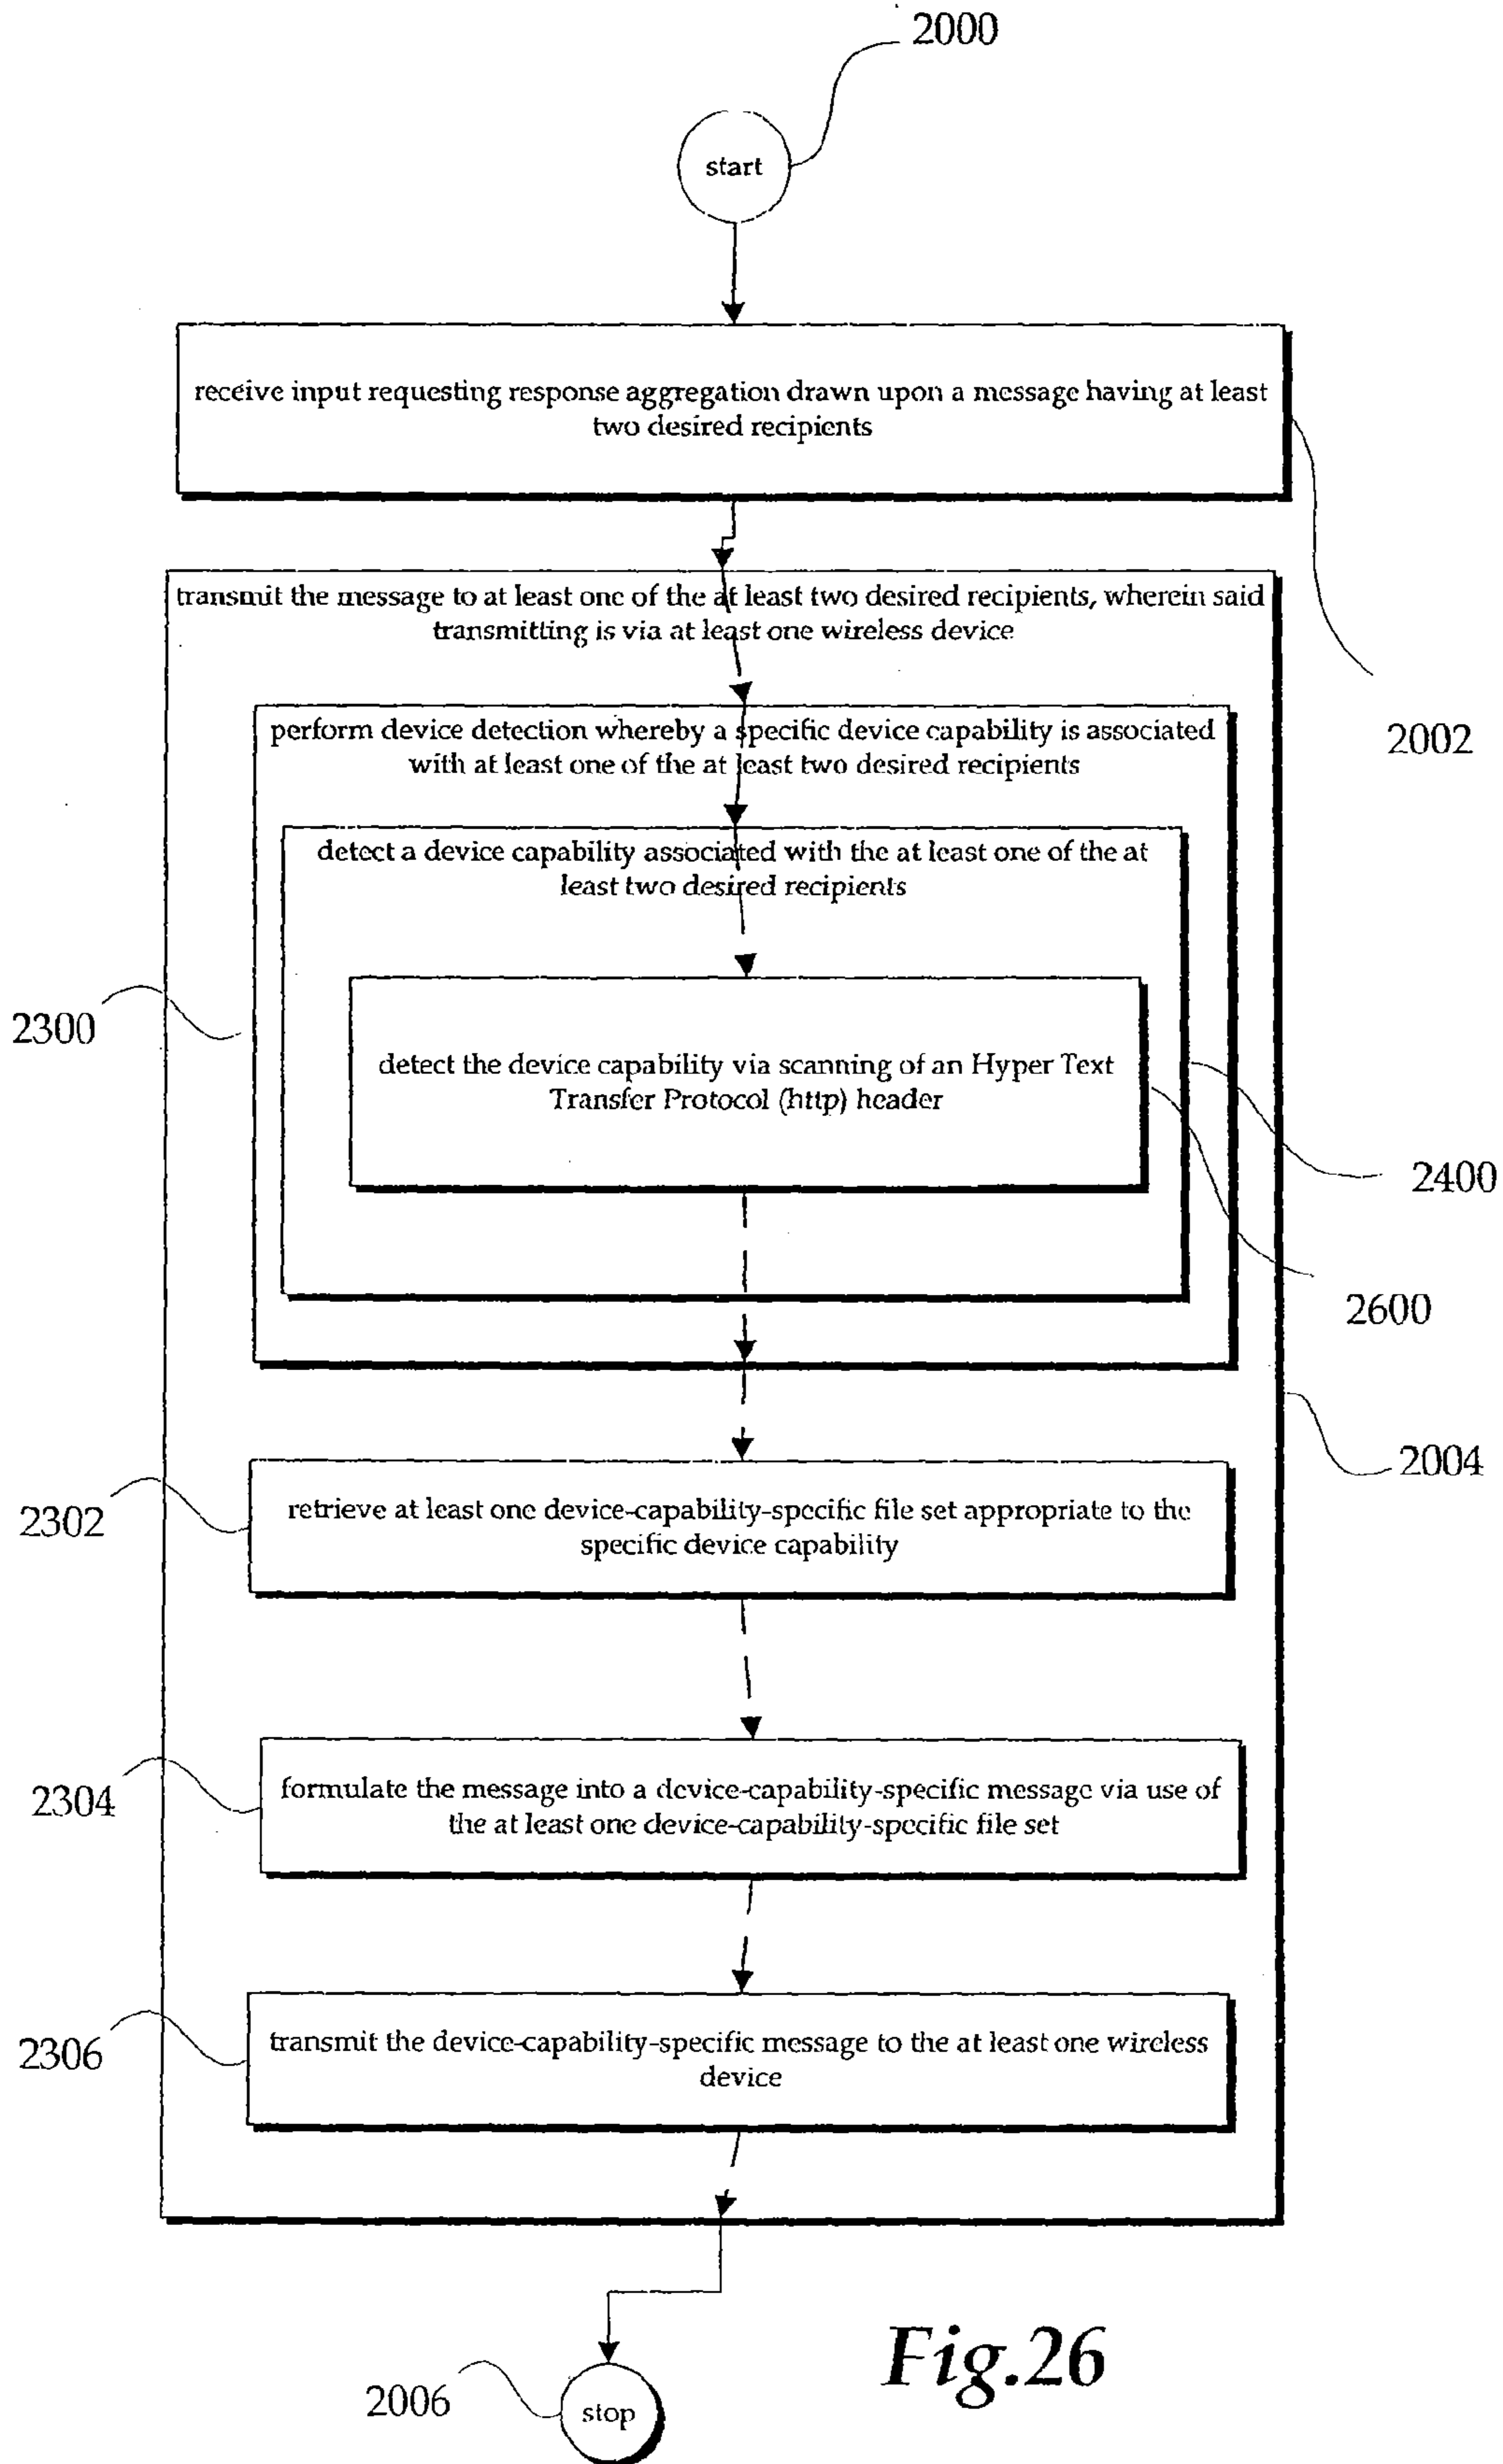 2000
start
receive input requesting response aggregation drawn upon a message having at least
two desired recipients
2002
transmit the message to at least one of the at least two desired recipients, wherein said
transmitting is via at least one wireless device
perform device detection whereby a specific device capability is associated
with at least one of the at least two desired recipients
detect a device capability associated with the at least one of the at
least two desired recipients
2300
detect the device capability via scanning of an Hyper Text
Transfer Protocol (http) header
2400
2600
2004
2302
retrieve at least one device-capability-specific file set appropriate to the
specific device capability
2304
formulate the message into a device-capability-specific message via use of
the at least one device-capability-specific file set
2306
transmit the device-capability-specific message to the at least one wireless
device
2006
stop
Fig.26